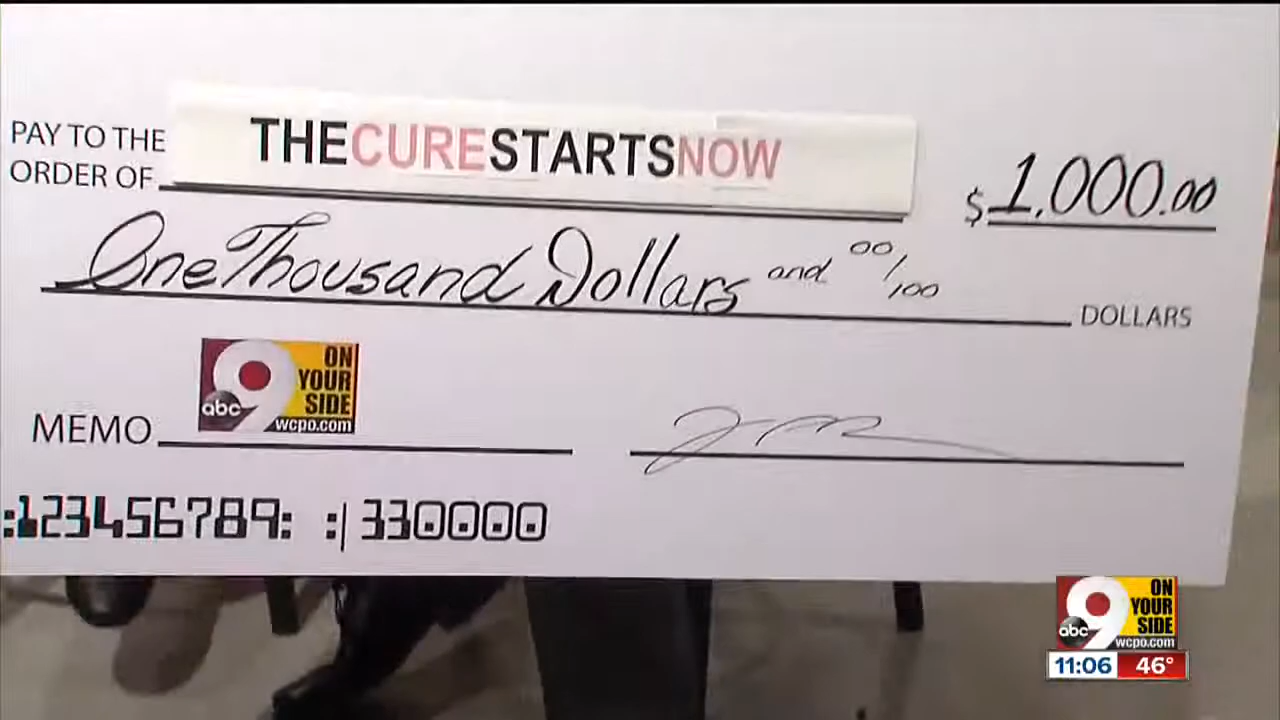 PAY TO THE
ORDER OF
THECURESTARTSNOW
$ 1,000.00
One Thousand Dollars and 00/100
DOLLARS
abc 9 ON
YOUR
SIDE
wcpo.com
MEMO
:123456789: :|330000
abc 9 ON
YOUR
SIDE
wcpo.com
11:06 46°